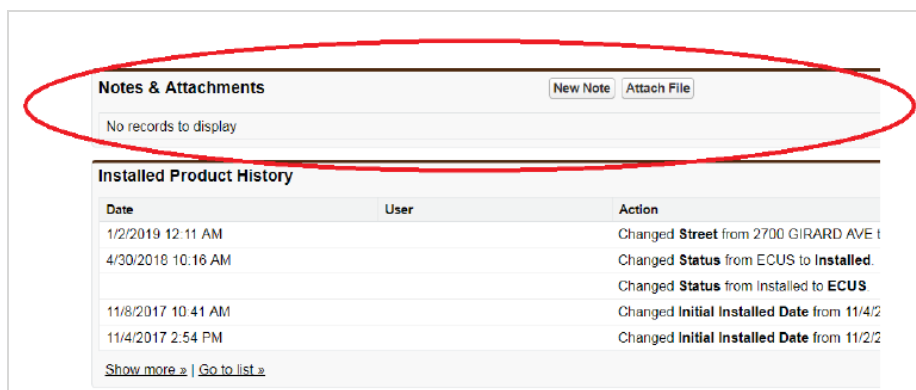 Notes & Attachments New Note Attach File
No records to display
Installed Product History
Date User Action
1/2/2019 12:11 AM Changed Street from 2700 GIRARD AVE
4/30/2018 10:16 AM Changed Status from ECUS to Installed.
Changed Status from Installed to ECUS.
11/8/2017 10:41 AM Changed Initial Installed Date from 11/4/2
11/4/2017 2:54 PM Changed Initial Installed Date from 11/2/2
Show more » | Go to list »